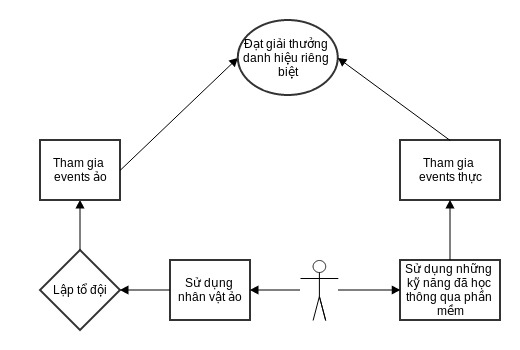 Đạt giải thưởng
danh hiệu riêng
biệt
Tham gia
events ảo
Tham gia
events thực
Lập tổ đội
Sử dụng
nhân vật ảo
Sử dụng những
kỹ năng đã học
thông qua phần
mềm